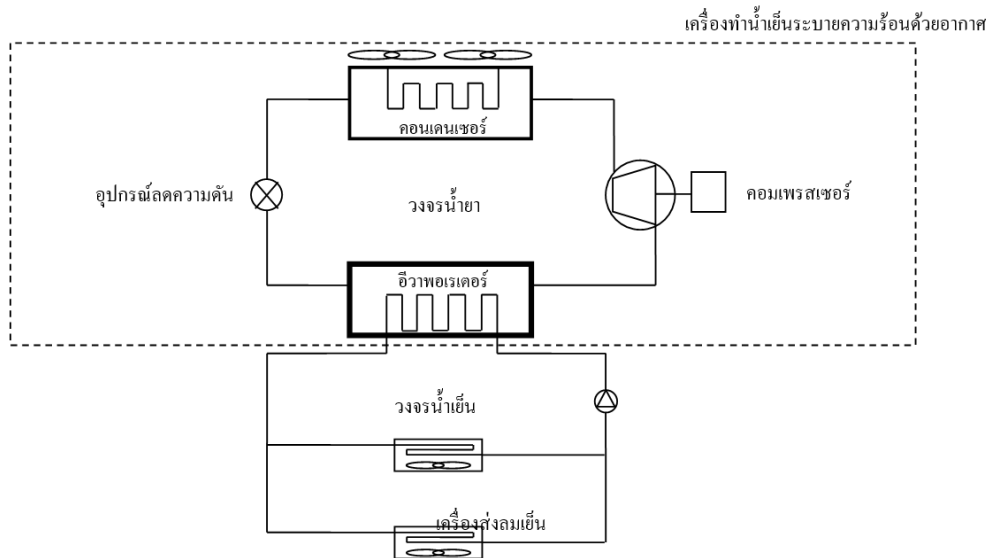 เครื่องทำน้ำเย็นระบายความร้อนด้วยอากาศ
คอนเดนเซอร์
อุปกรณ์ลดความดัน
วงจรน้ำยา
คอมเพรสเซอร์
อีวาพอเรเตอร์
วงจรน้ำเย็น
เครื่องส่งลมเย็น